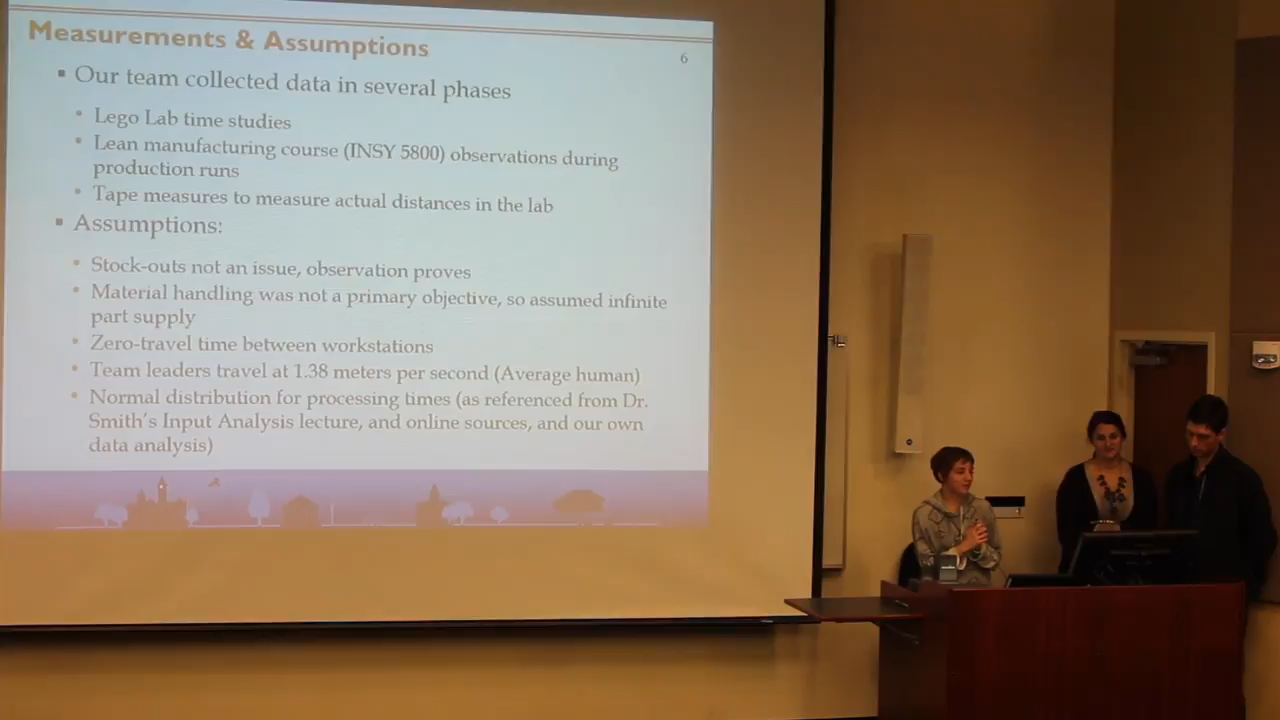 Measurements & Assumptions
6
▪ Our team collected data in several phases
• Lego Lab time studies
• Lean manufacturing course (INSY 5800) observations during
production runs
• Tape measures to measure actual distances in the lab
▪ Assumptions:
• Stock-outs not an issue, observation proves
• Material handling was not a primary objective, so assumed infinite
part supply
• Zero-travel time between workstations
• Team leaders travel at 1.38 meters per second (Average human)
• Normal distribution for processing times (as referenced from Dr.
Smith's Input Analysis lecture, and online sources, and our own
data analysis)